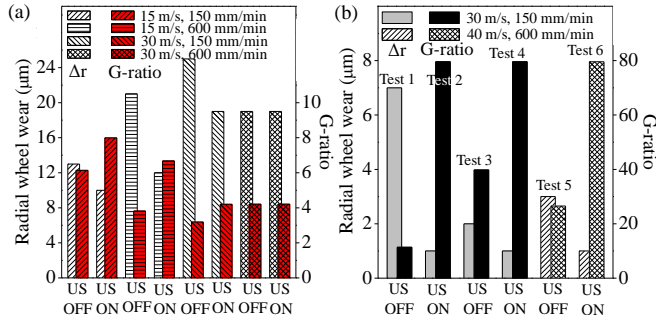 (a)
15 m/s, 150 mm/min
15 m/s, 600 mm/min
30 m/s, 150 mm/min
30 m/s, 600 mm/min
Δr G-ratio
Radial wheel wear (μm)
24
20
16
12
8
4
0
10
8
6
4
2
0
G-ratio
US US US US US US US US
OFF ON OFF ON OFF ON OFF ON
(b)
30 m/s, 150 mm/min
40 m/s, 600 mm/min
Δr G-ratio
Test 1
Test 2
Test 3
Test 4
Test 5
Test 6
Radial wheel wear (μm)
8
6
4
2
0
80
60
40
20
0
G-ratio
US US US US US US
OFF ON OFF ON OFF ON